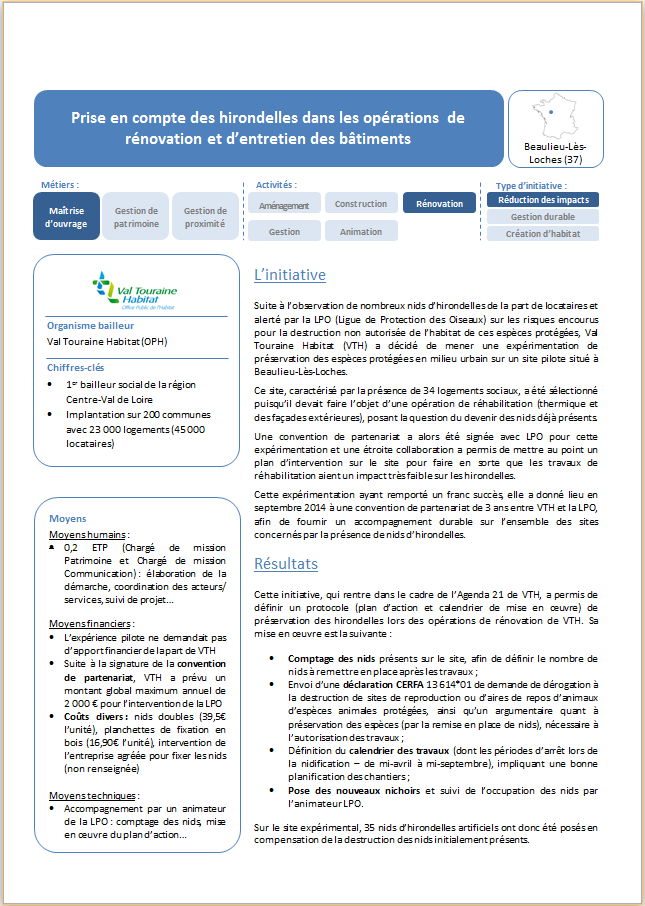 Prise en compte des hirondelles dans les opérations de
rénovation et d'entretien des bâtiments
Beaulieu-Lès-
Loches (37)
Métiers :
Maîtrise
d'ouvrage
Gestion de
patrimoine
Gestion de
proximité
Activités :
Aménagement
Construction
Rénovation
Gestion
Animation
Type d'initiative :
Réduction des impacts
Gestion durable
Création d'habitat
Val Touraine
Habitat
Office Public de l'habitat
Organisme bailleur
Val Touraine Habitat (OPH)
Chiffres-clés
• 1er bailleur social de la région
Centre-Val de Loire
• Implantation sur 200 communes
avec 23 000 logements (45 000
locataires)
Moyens
Moyens humains :
• 0,2 ETP (Chargé de mission
Patrimoine et Chargé de mission
Communication) : élaboration de la
démarche, coordination des acteurs/
services, suivi de projet...
Moyens financiers :
• L'expérience pilote ne demandait pas
d'apport financier de la part de VTH
• Suite à la signature de la convention
de partenariat, VTH a prévu un
montant global maximum annuel de
2 000 € pour l'intervention de la LPO
• Coûts divers : nids doubles (39,5€
l'unité), planchettes de fixation en
bois (16,90€ l'unité), intervention de
l'entreprise agréée pour fixer les nids
(non renseignée)
Moyens techniques :
• Accompagnement par un animateur
de la LPO : comptage des nids, mise
en œuvre du plan d'action...
L'initiative
Suite à l'observation de nombreux nids d'hirondelles de la part de locataires et
alerté par la LPO (Ligue de Protection des Oiseaux) sur les risques encourus
pour la destruction non autorisée de l'habitat de ces espèces protégées, Val
Touraine Habitat (VTH) a décidé de mener une expérimentation de
préservation des espèces protégées en milieu urbain sur un site pilote situé à
Beaulieu-Lès-Loches.
Ce site, caractérisé par la présence de 34 logements sociaux, a été sélectionné
puisqu'il devait faire l'objet d'une opération de réhabilitation (thermique et
des façades extérieures), posant la question du devenir des nids déjà présents.
Une convention de partenariat a alors été signée avec LPO pour cette
expérimentation et une étroite collaboration a permis de mettre au point un
plan d'intervention sur le site pour faire en sorte que les travaux de
réhabilitation aient un impact très faible sur les hirondelles.
Cette expérimentation ayant remporté un franc succès, elle a donné lieu en
septembre 2014 à une convention de partenariat de 3 ans entre VTH et la LPO,
afin de fournir un accompagnement durable sur l'ensemble des sites
concernés par la présence de nids d'hirondelles.
Résultats
Cette initiative, qui rentre dans le cadre de l'Agenda 21 de VTH, a permis de
définir un protocole (plan d'action et calendrier de mise en œuvre) de
préservation des hirondelles lors des opérations de rénovation de VTH. Sa
mise en œuvre est la suivante :
• Comptage des nids présents sur le site, afin de définir le nombre de
nids à remettre en place après les travaux ;
• Envoi d'une déclaration CERFA 13 614*01 de demande de dérogation à
la destruction de sites de reproduction ou d'aires de repos d'animaux
d'espèces animales protégées, ainsi qu'un argumentaire quant à
préservation des espèces (par la remise en place de nids), nécessaire à
l'autorisation des travaux ;
• Définition du calendrier des travaux (dont les périodes d'arrêt lors de
la nidification – de mi-avril à mi-septembre), impliquant une bonne
planification des chantiers ;
• Pose des nouveaux nichoirs et suivi de l'occupation des nids par
l'animateur LPO.
Sur le site expérimental, 35 nids d'hirondelles artificiels ont donc été posés en
compensation de la destruction des nids initialement présents.